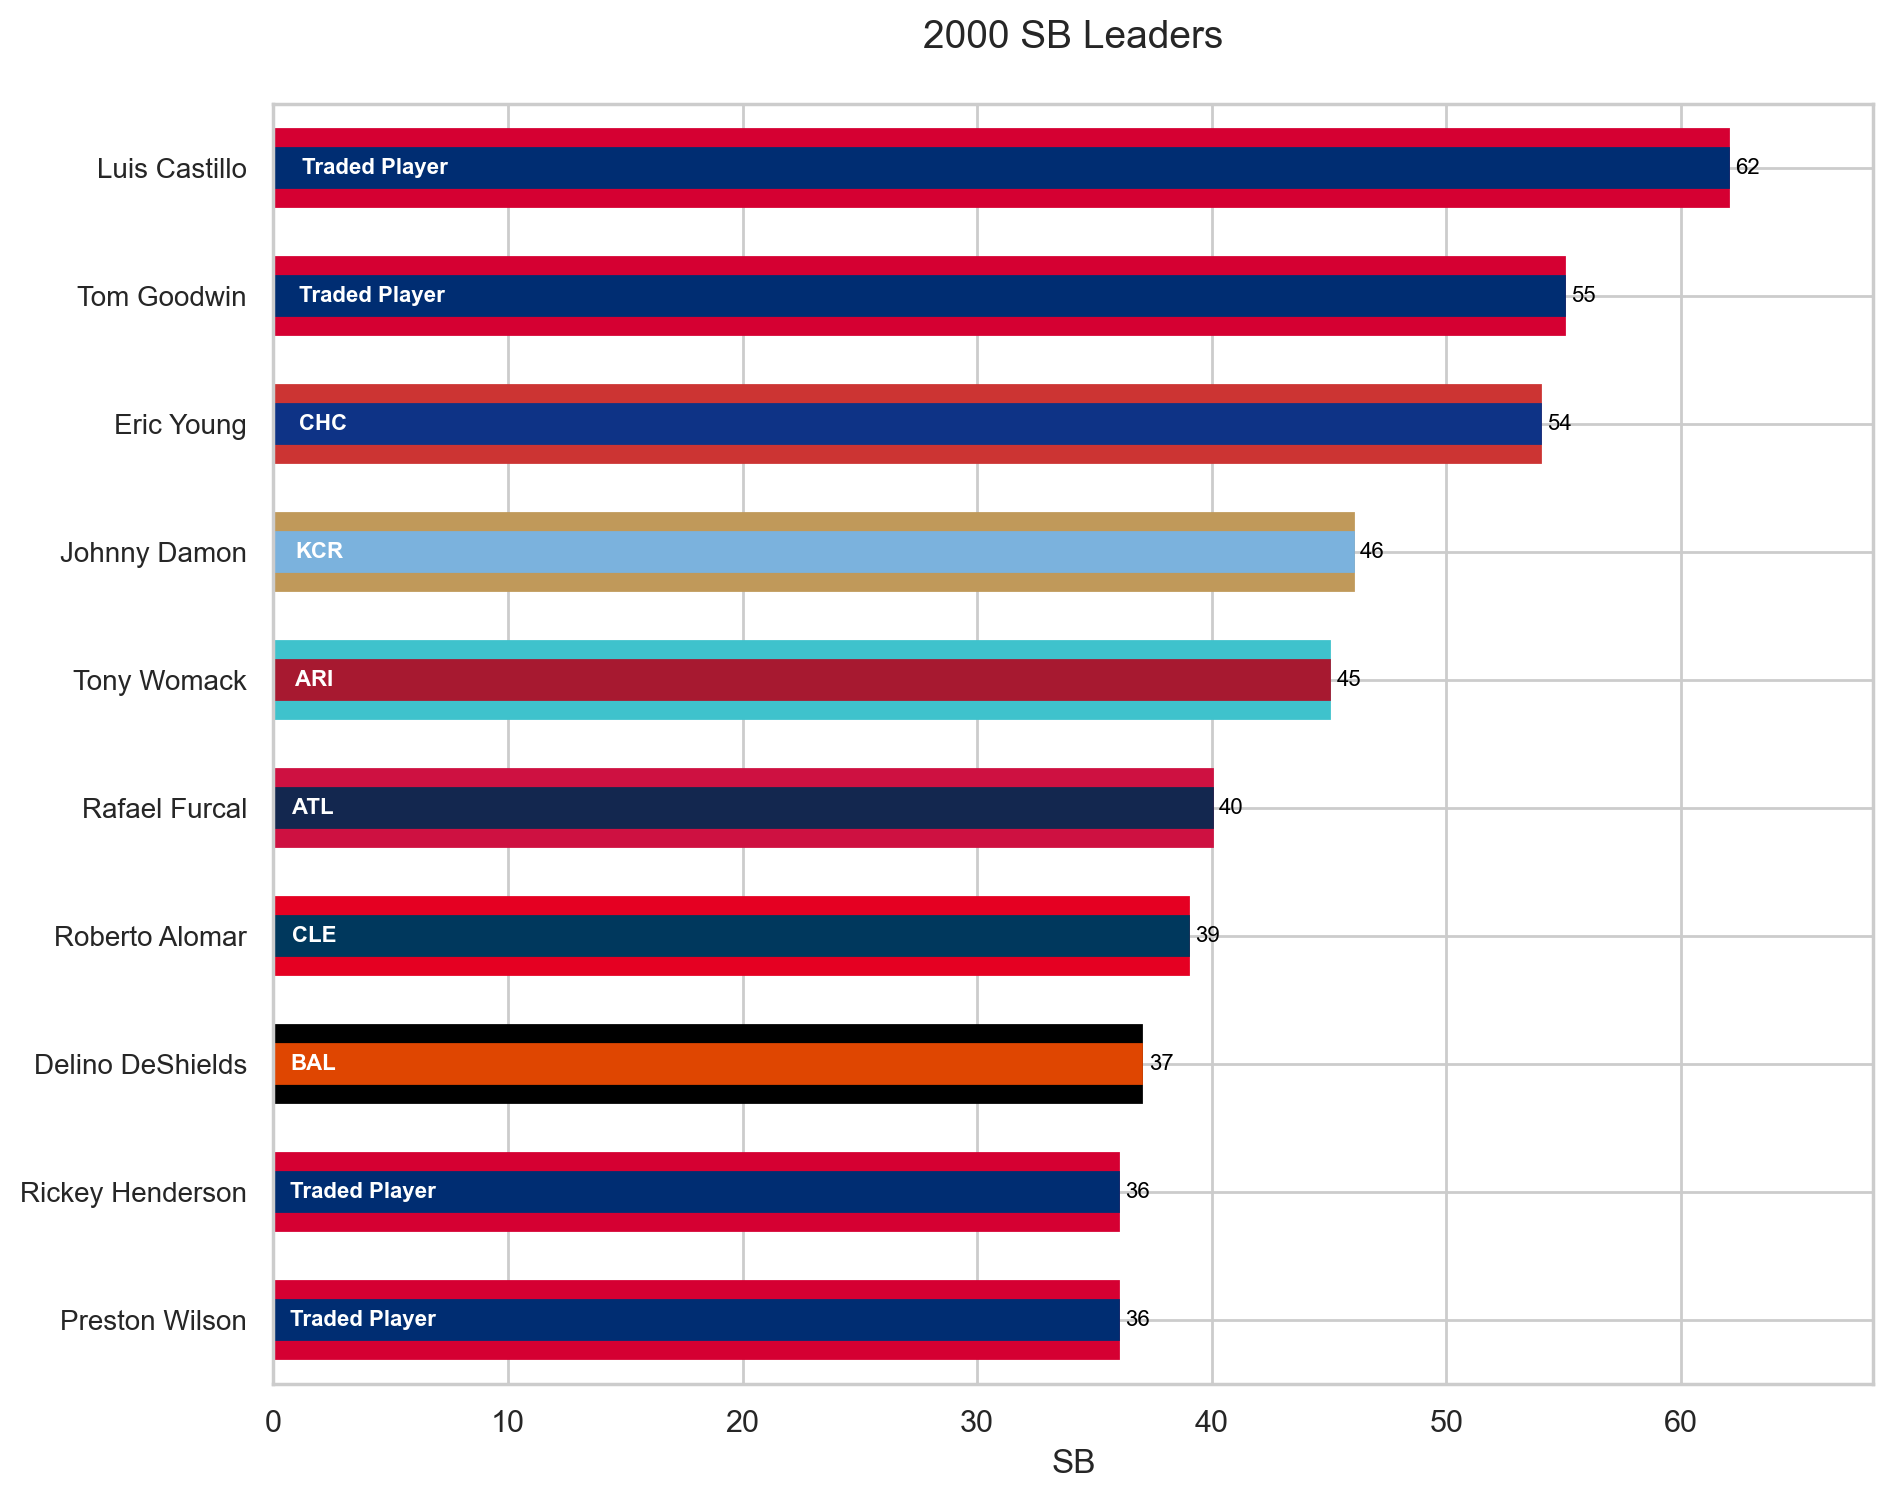 2000 SB Leaders
Luis Castillo Traded Player 62
Tom Goodwin Traded Player 55
Eric Young CHC 54
Johnny Damon KCR 46
Tony Womack ARI 45
Rafael Furcal ATL 40
Roberto Alomar CLE 39
Delino DeShields BAL 37
Rickey Henderson Traded Player 36
Preston Wilson Traded Player 36
0 10 20 30 40 50 60
SB